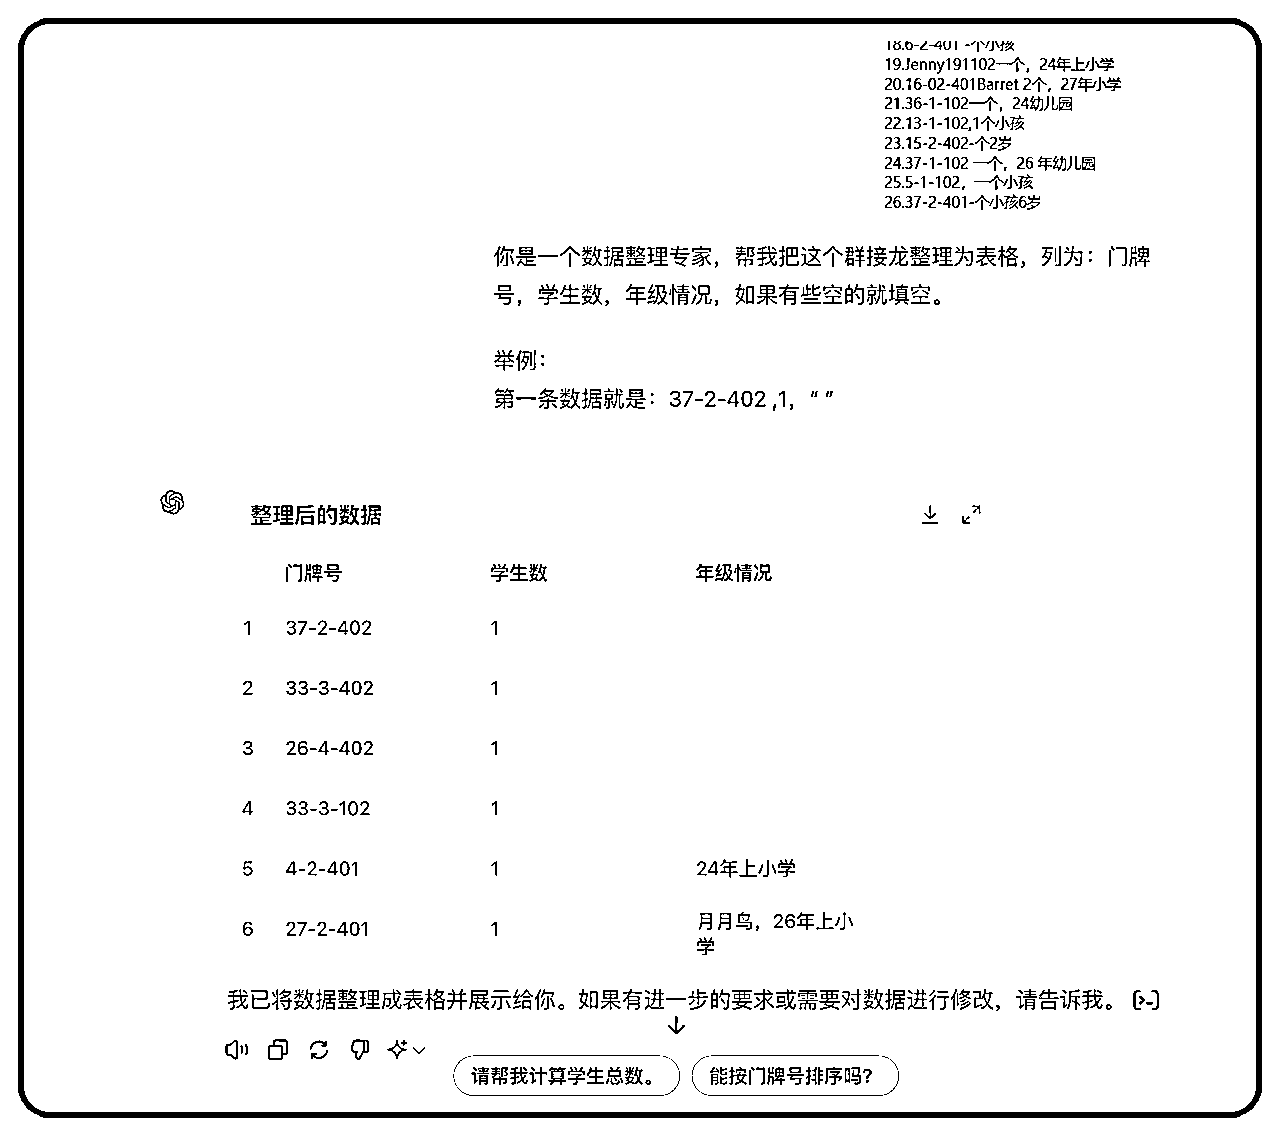 18.6-2-401 -个小孩
19.Jenny191102一个，24年上小学
20.16-02-401Barret 2个，27年小学
21.36-1-102一个，24幼儿园
22.13-1-102,1个小孩
23.15-2-402-个2岁
24.37-1-102 一个，26 年幼儿园
25.5-1-102，一个小孩
26.37-2-401-个小孩6岁
你是一个数据整理专家，帮我把这个群接龙整理为表格，列为：门牌
号，学生数，年级情况，如果有些空的就填空。
举例：
第一条数据就是：37-2-402 ,1，“ ”
整理后的数据
门牌号 学生数 年级情况
1 37-2-402 1
2 33-3-402 1
3 26-4-402 1
4 33-3-102 1
5 4-2-401 1 24年上小学
6 27-2-401 1 月月鸟，26年上小
学
我已将数据整理成表格并展示给你。如果有进一步的要求或需要对数据进行修改，请告诉我。 [>-]
请帮我计算学生总数。 能按门牌号排序吗？